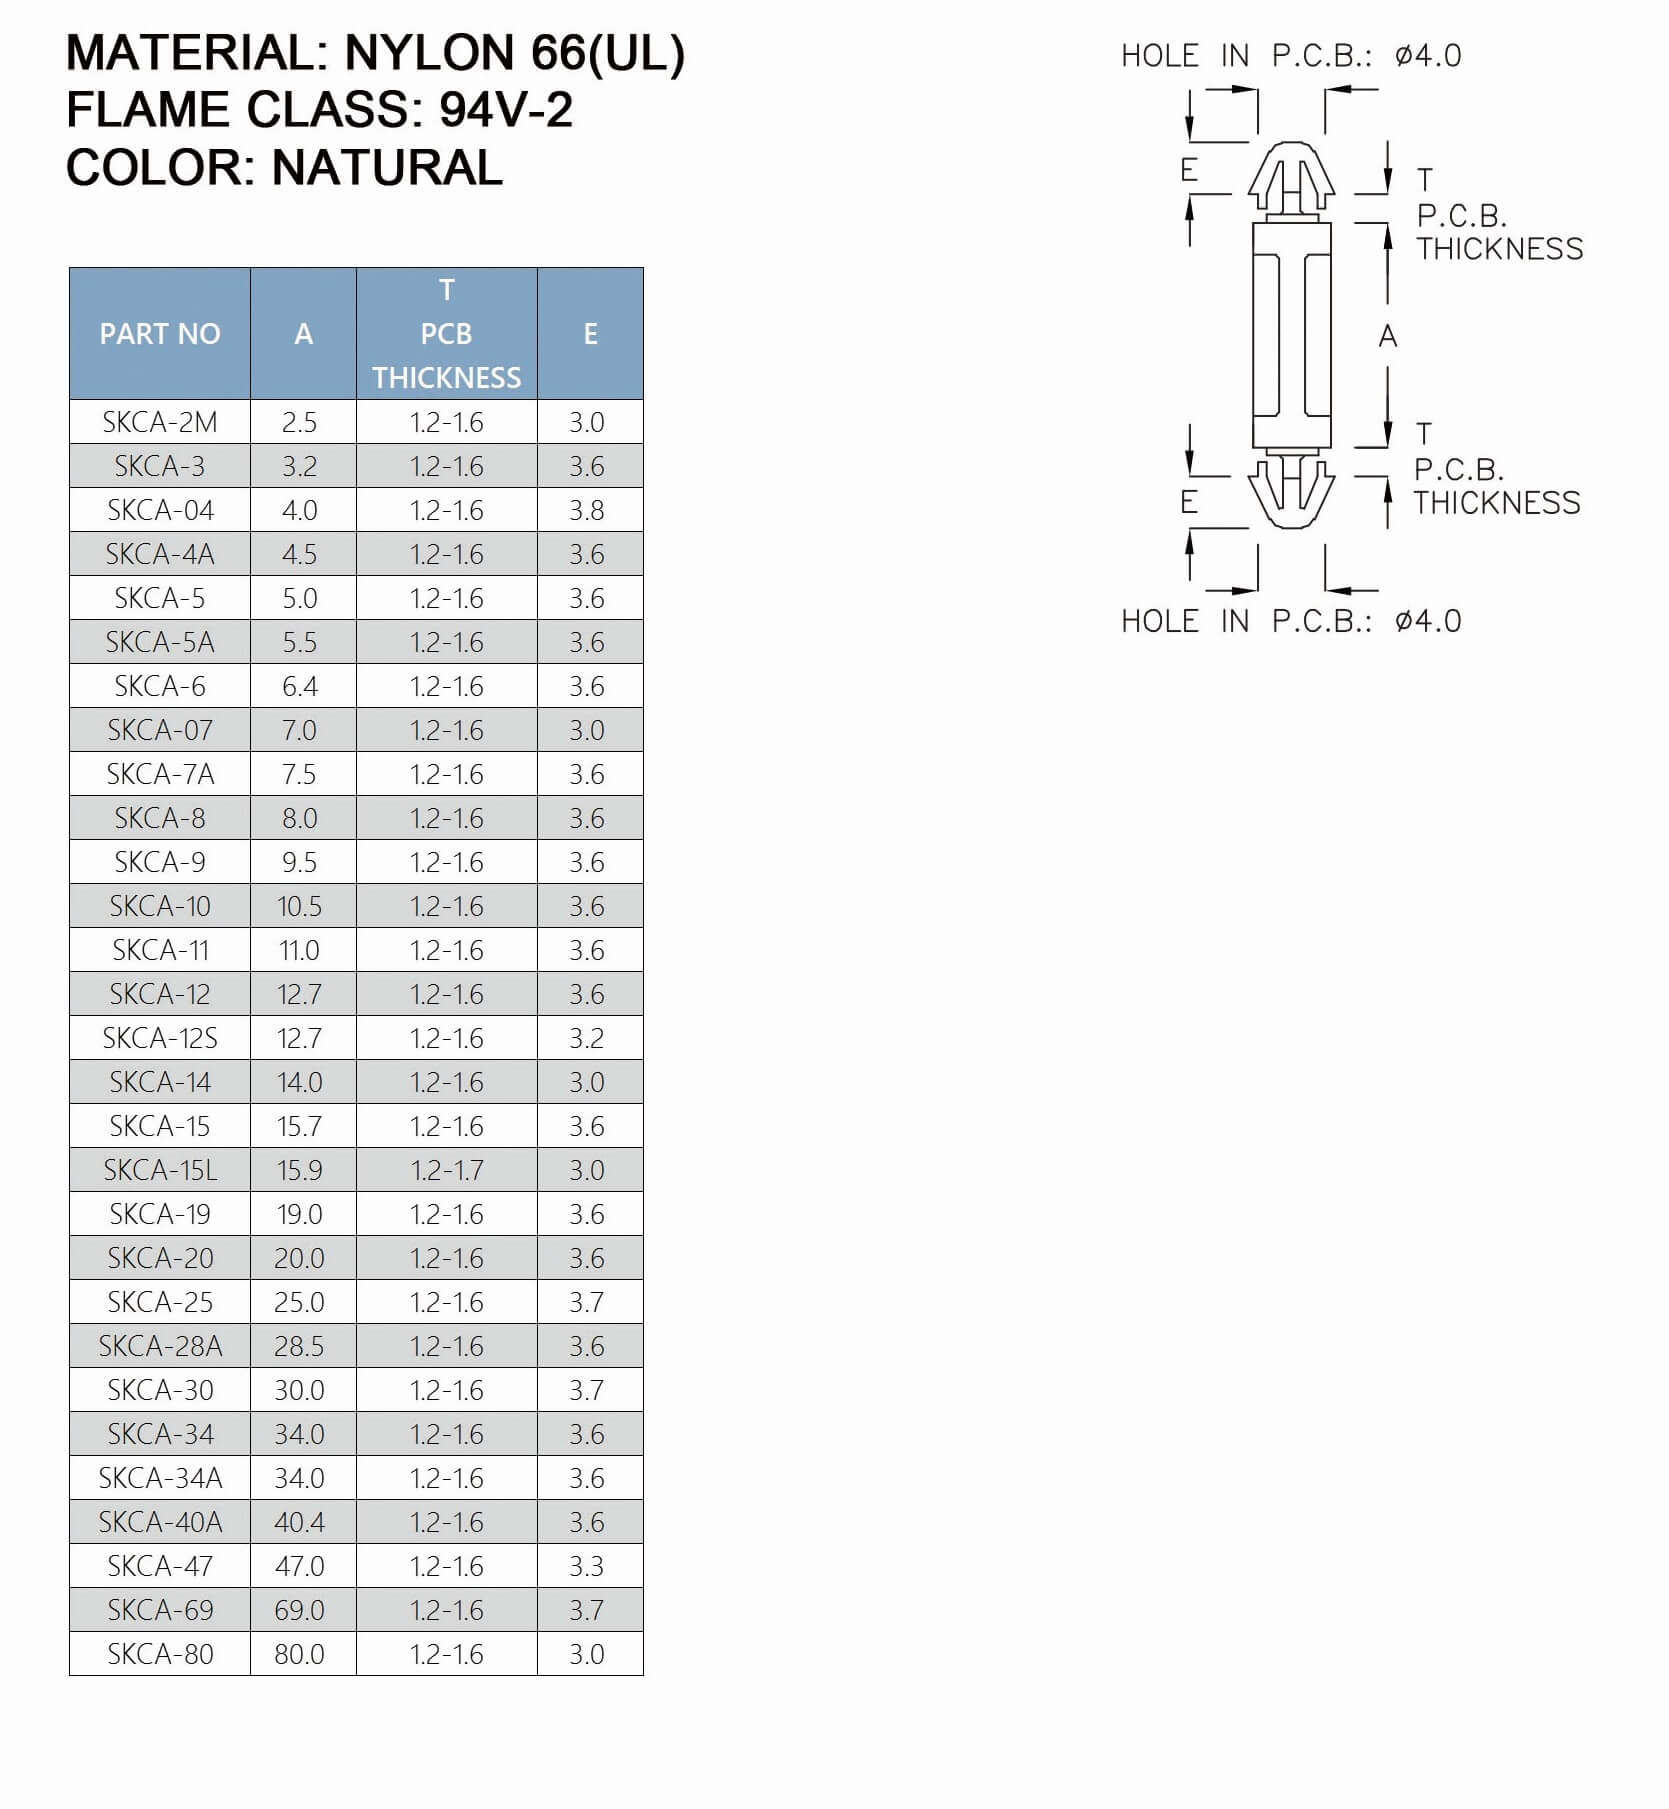 MATERIAL: NYLON 66(UL)
FLAME CLASS: 94V-2
COLOR: NATURAL
PART NO A T PCB THICKNESS E
SKCA-2M 2.5 1.2-1.6 3.0
SKCA-3 3.2 1.2-1.6 3.6
SKCA-04 4.0 1.2-1.6 3.8
SKCA-4A 4.5 1.2-1.6 3.6
SKCA-5 5.0 1.2-1.6 3.6
SKCA-5A 5.5 1.2-1.6 3.6
SKCA-6 6.4 1.2-1.6 3.6
SKCA-07 7.0 1.2-1.6 3.0
SKCA-7A 7.5 1.2-1.6 3.6
SKCA-8 8.0 1.2-1.6 3.6
SKCA-9 9.5 1.2-1.6 3.6
SKCA-10 10.5 1.2-1.6 3.6
SKCA-11 11.0 1.2-1.6 3.6
SKCA-12 12.7 1.2-1.6 3.6
SKCA-12S 12.7 1.2-1.6 3.2
SKCA-14 14.0 1.2-1.6 3.0
SKCA-15 15.7 1.2-1.6 3.6
SKCA-15L 15.9 1.2-1.7 3.0
SKCA-19 19.0 1.2-1.6 3.6
SKCA-20 20.0 1.2-1.6 3.6
SKCA-25 25.0 1.2-1.6 3.7
SKCA-28A 28.5 1.2-1.6 3.6
SKCA-30 30.0 1.2-1.6 3.7
SKCA-34 34.0 1.2-1.6 3.6
SKCA-34A 34.0 1.2-1.6 3.6
SKCA-40A 40.4 1.2-1.6 3.6
SKCA-47 47.0 1.2-1.6 3.3
SKCA-69 69.0 1.2-1.6 3.7
SKCA-80 80.0 1.2-1.6 3.0
HOLE IN P.C.B.: ø4.0
E
T
P.C.B.
THICKNESS
A
T
P.C.B.
THICKNESS
E
HOLE IN P.C.B.: ø4.0